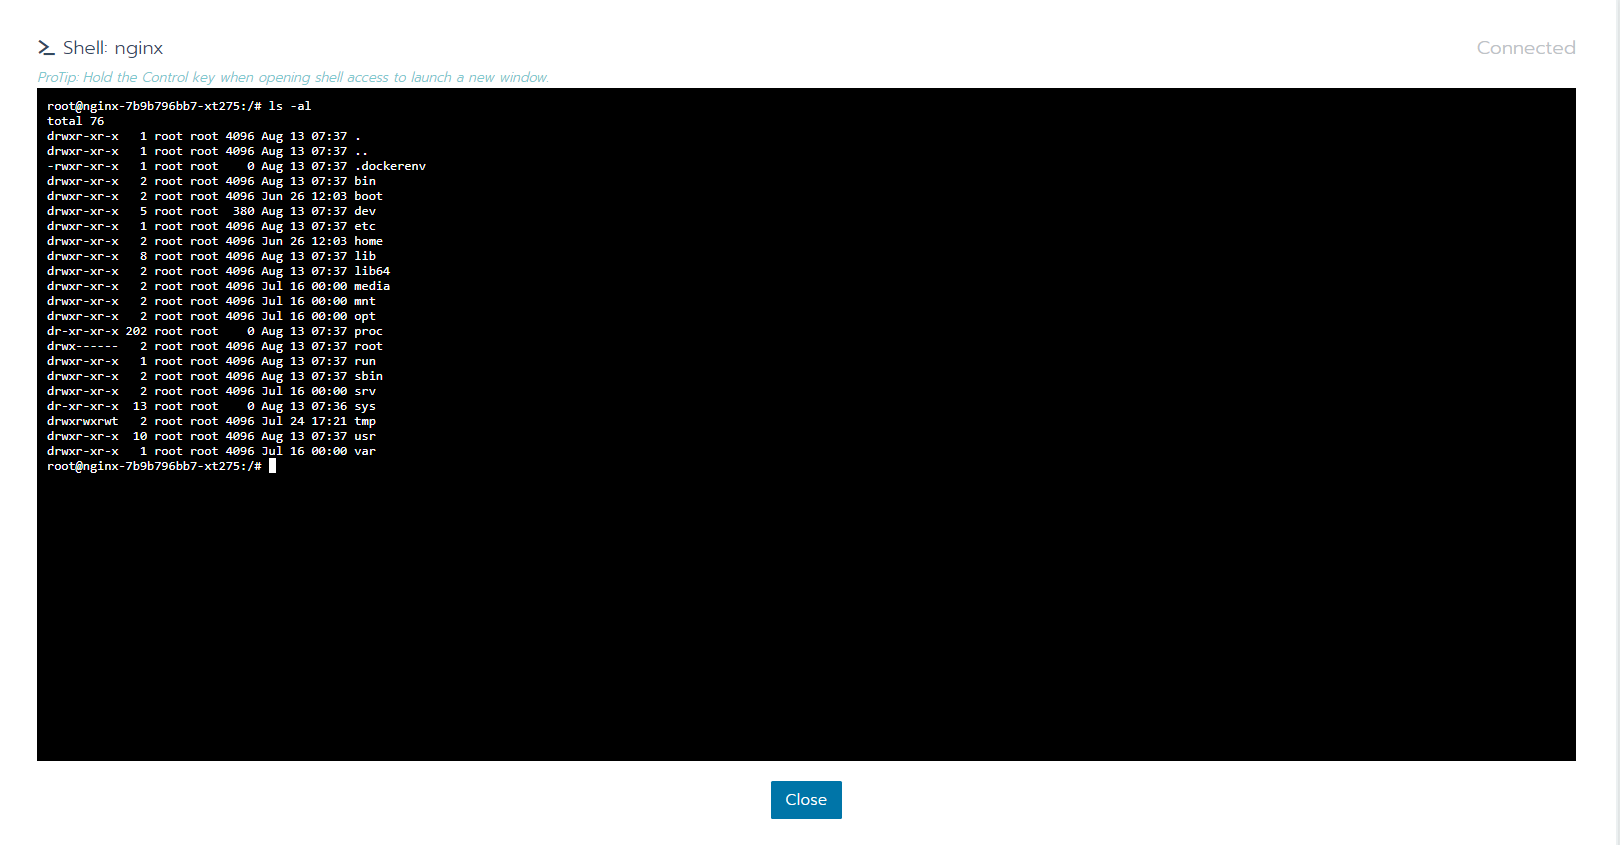 Shell: nginx
Connected
ProTip: Hold the Control key when opening shell access to launch a new window.
root@nginx-7b9b796bb7-xt275:/# ls -al
total 76
drwxr-xr-x   1 root root 4096 Aug 13 07:37 .
drwxr-xr-x   1 root root 4096 Aug 13 07:37 ..
-rwxr-xr-x   1 root root    0 Aug 13 07:37 .dockerenv
drwxr-xr-x   2 root root 4096 Aug 13 07:37 bin
drwxr-xr-x   2 root root 4096 Jun 26 12:03 boot
drwxr-xr-x   5 root root  380 Aug 13 07:37 dev
drwxr-xr-x   1 root root 4096 Aug 13 07:37 etc
drwxr-xr-x   2 root root 4096 Jun 26 12:03 home
drwxr-xr-x   8 root root 4096 Aug 13 07:37 lib
drwxr-xr-x   2 root root 4096 Aug 13 07:37 lib64
drwxr-xr-x   2 root root 4096 Jul 16 00:00 media
drwxr-xr-x   2 root root 4096 Jul 16 00:00 mnt
drwxr-xr-x   2 root root 4096 Jul 16 00:00 opt
dr-xr-xr-x 202 root root    0 Aug 13 07:37 proc
drwx------   2 root root 4096 Aug 13 07:37 root
drwxr-xr-x   1 root root 4096 Aug 13 07:37 run
drwxr-xr-x   2 root root 4096 Aug 13 07:37 sbin
drwxr-xr-x   2 root root 4096 Jul 16 00:00 srv
dr-xr-xr-x  13 root root    0 Aug 13 07:36 sys
drwxrwxrwt   2 root root 4096 Jul 24 17:21 tmp
drwxr-xr-x  10 root root 4096 Aug 13 07:37 usr
drwxr-xr-x   1 root root 4096 Jul 16 00:00 var
root@nginx-7b9b796bb7-xt275:/#
Close